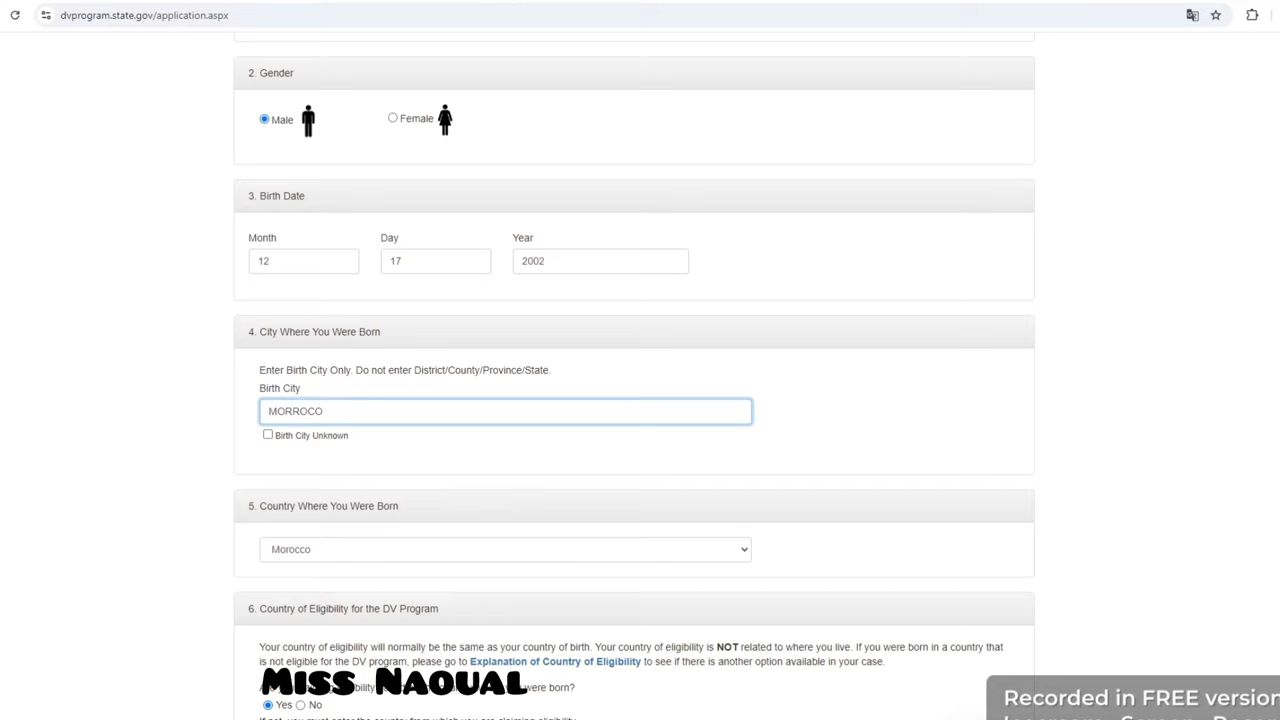 dvprogram.state.gov/application.aspx
2. Gender
Male
Female
3. Birth Date
Month Day Year
12 17 2002
4. City Where You Were Born
Enter Birth City Only. Do not enter District/County/Province/State.
Birth City
MORROCO
Birth City Unknown
5. Country Where You Were Born
Morocco
6. Country of Eligibility for the DV Program
Your country of eligibility will normally be the same as your country of birth. Your country of eligibility is NOT related to where you live. If you were born in a country that
is not eligible for the DV program, please go to Explanation of Country of Eligibility to see if there is another option available in your case.
were born?
Miss Naoual
Yes No
Recorded in FREE version